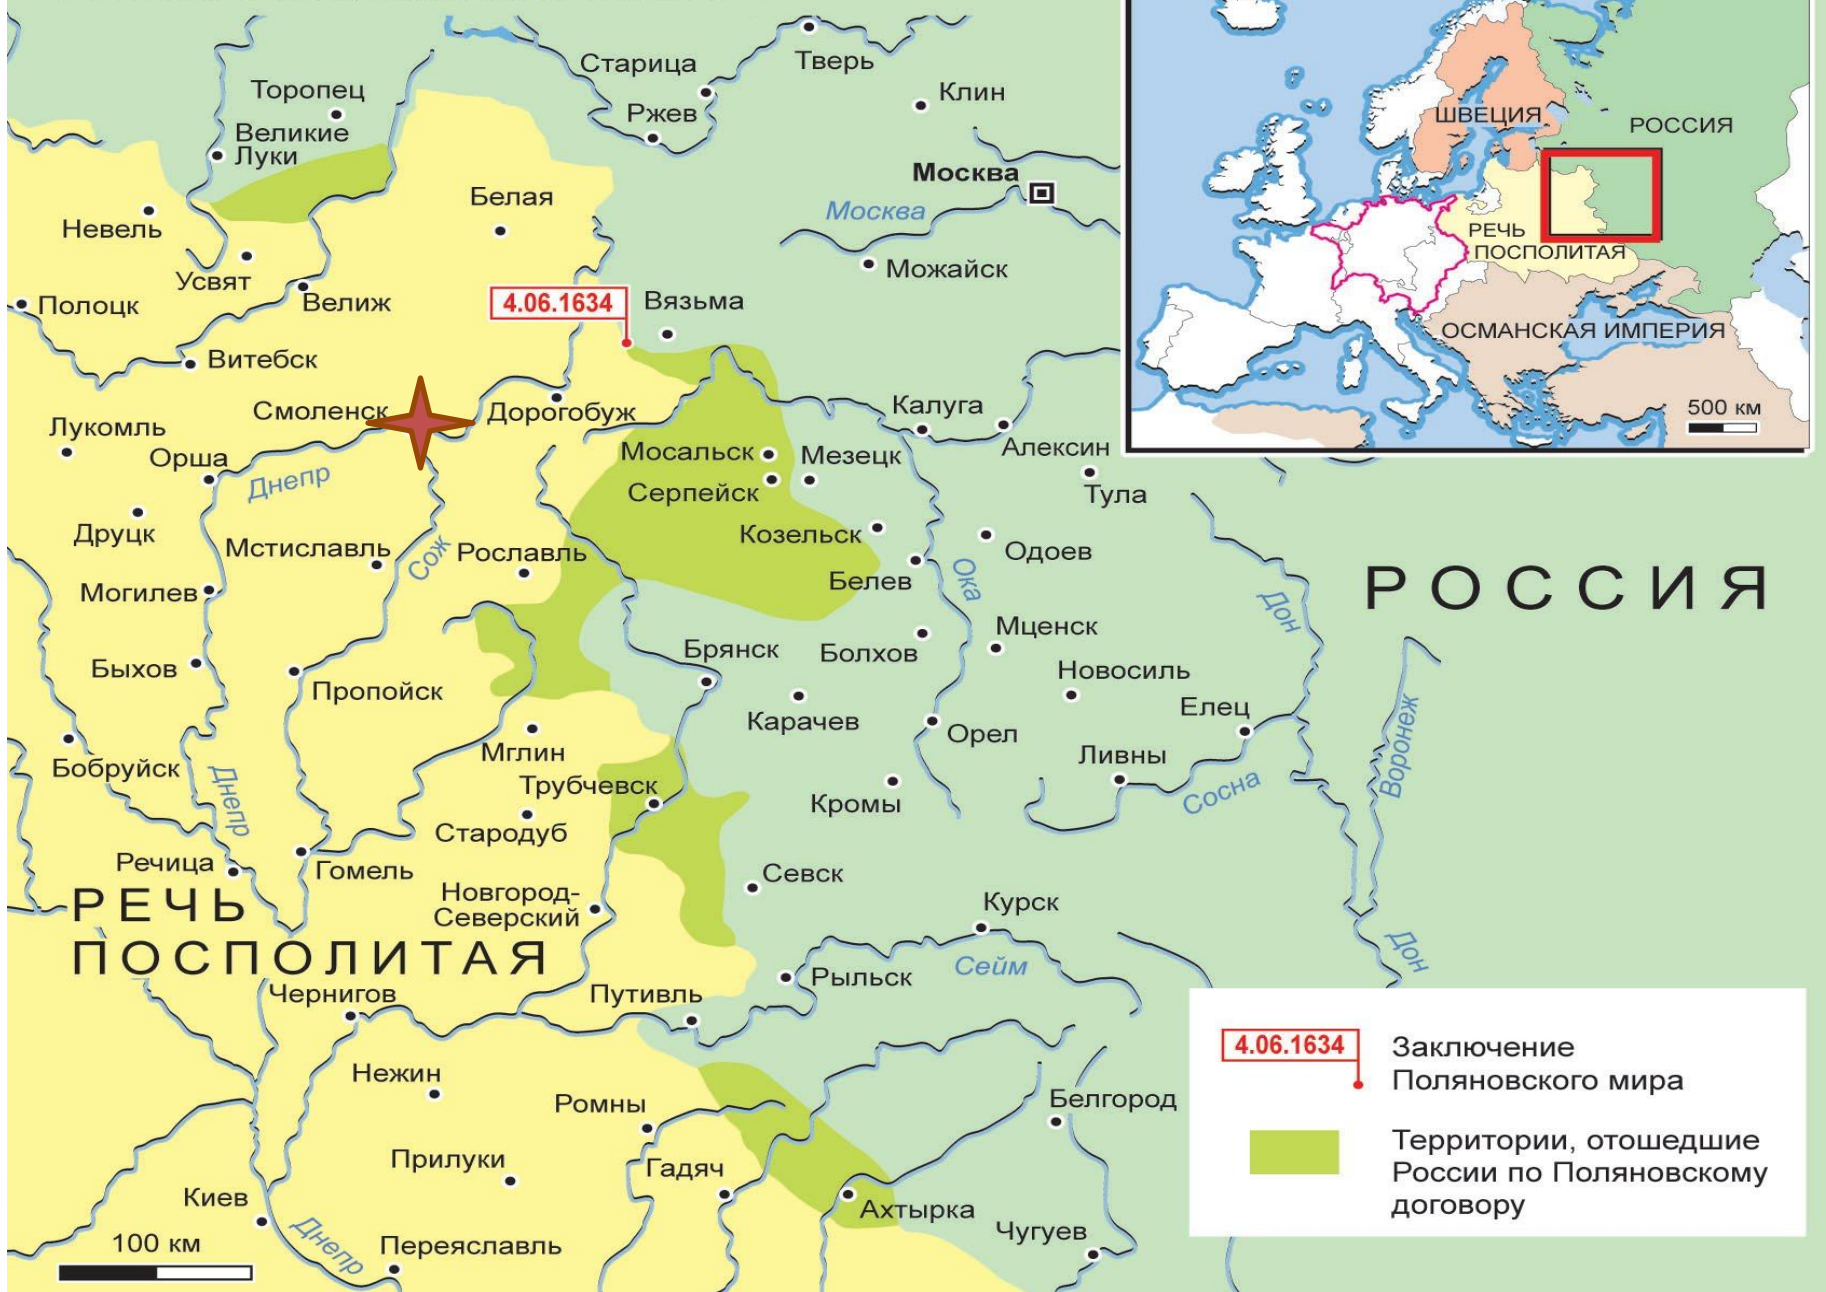 Старица
Тверь
Торопец
Клин
Ржев
Великие
Луки
Москва
Белая
Москва
Невель
Можайск
Усвят
Велиж
4.06.1634
Вязьма
Полоцк
Витебск
Смоленск
Дорогобуж
Калуга
Лукомль
Орша
Мосальск
Мезецк
Алексин
Днепр
Серпейск
Тула
Друцк
Мстиславль
Сож
Рославль
Козельск
Одоев
Могилев
Белев
Ока
РОССИЯ
Дон
Мценск
Быхов
Брянск
Болхов
Новосиль
Пропойск
Карачев
Елец
Воронеж
Мглин
Орел
Бобруйск
Трубчевск
Ливны
Днепр
Кромы
Сосна
Стародуб
Речица
Гомель
Севск
Новгород-
Северский
Курск
РЕЧЬ
ПОСПОЛИТАЯ
Сейм
Дон
Чернигов
Путивль
Рыльск
Нежин
Ромны
Белгород
Прилуки
Гадяч
Киев
Ахтырка
Днепр
Чугуев
100 км
Переяславль
ШВЕЦИЯ
РОССИЯ
РЕЧЬ
ПОСПОЛИТАЯ
ОСМАНСКАЯ ИМПЕРИЯ
500 км
4.06.1634
Заключение
Поляновского мира
Территории, отошедшие
России по Поляновскому
договору